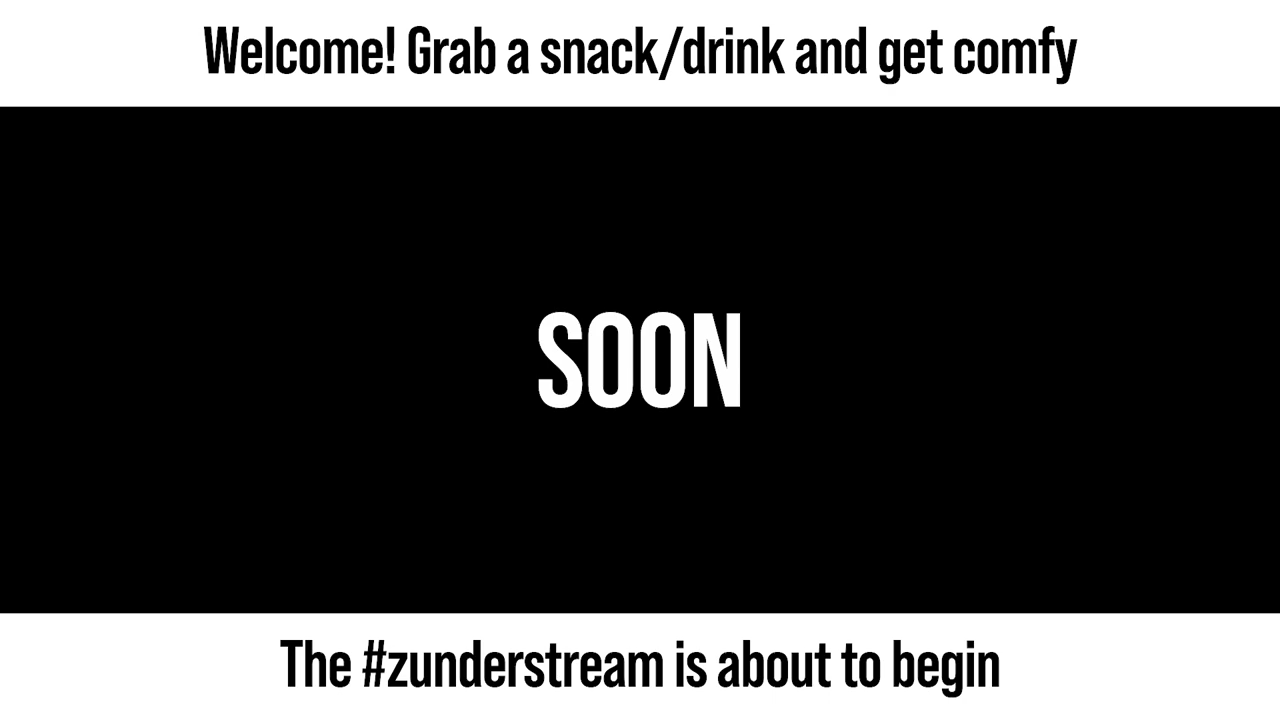 Welcome! Grab a snack/drink and get comfy
SOON
The #zunderstream is about to begin